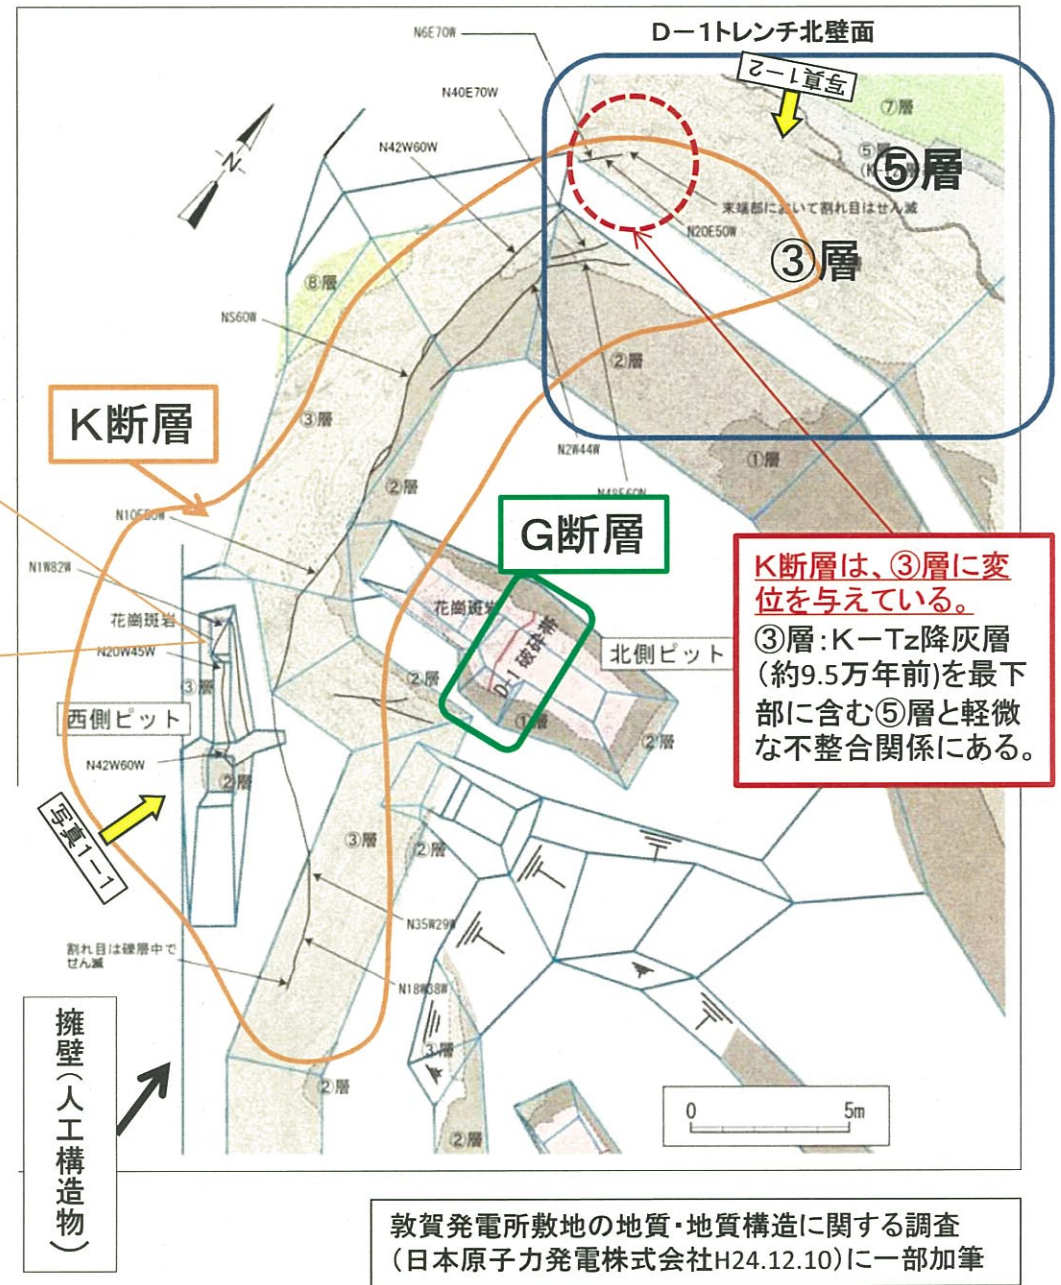 D-1トレンチ北壁面
N6E70W
写真1-2
⑦層
N40E70W
N42W60W
⑤層
⑤層
末端部において割れ目はせん滅
N20E50W
③層
⑧層
NS60W
②層
K断層
③層
N2W44W
①層
②層
N48E60W
G断層
N1W82W
花崗斑岩
花崗斑岩
D-1破砕帯
北側ピット
N20W45W
③層
②層
西側ピット
①層
②層
N42W60W
②層
写真1-1
③層
②層
K断層は、③層に変
位を与えている。
③層:K-Tz降灰層
(約9.5万年前)を最下
部に含む⑤層と軽微
な不整合関係にある。
N35W29W
割れ目は礫層中で
せん滅
N18W38W
③層
②層
②層
擁壁(人工構造物)
0 5m
敦賀発電所敷地の地質・地質構造に関する調査
(日本原子力発電株式会社H24.12.10)に一部加筆